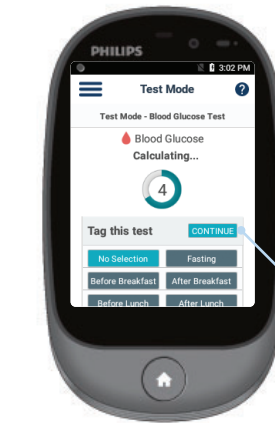 PHILIPS
3:02 PM
Test Mode
?
Test Mode - Blood Glucose Test
Blood Glucose
Calculating...
4
Tag this test CONTINUE
No Selection Fasting
Before Breakfast After Breakfast
Before Lunch After Lunch